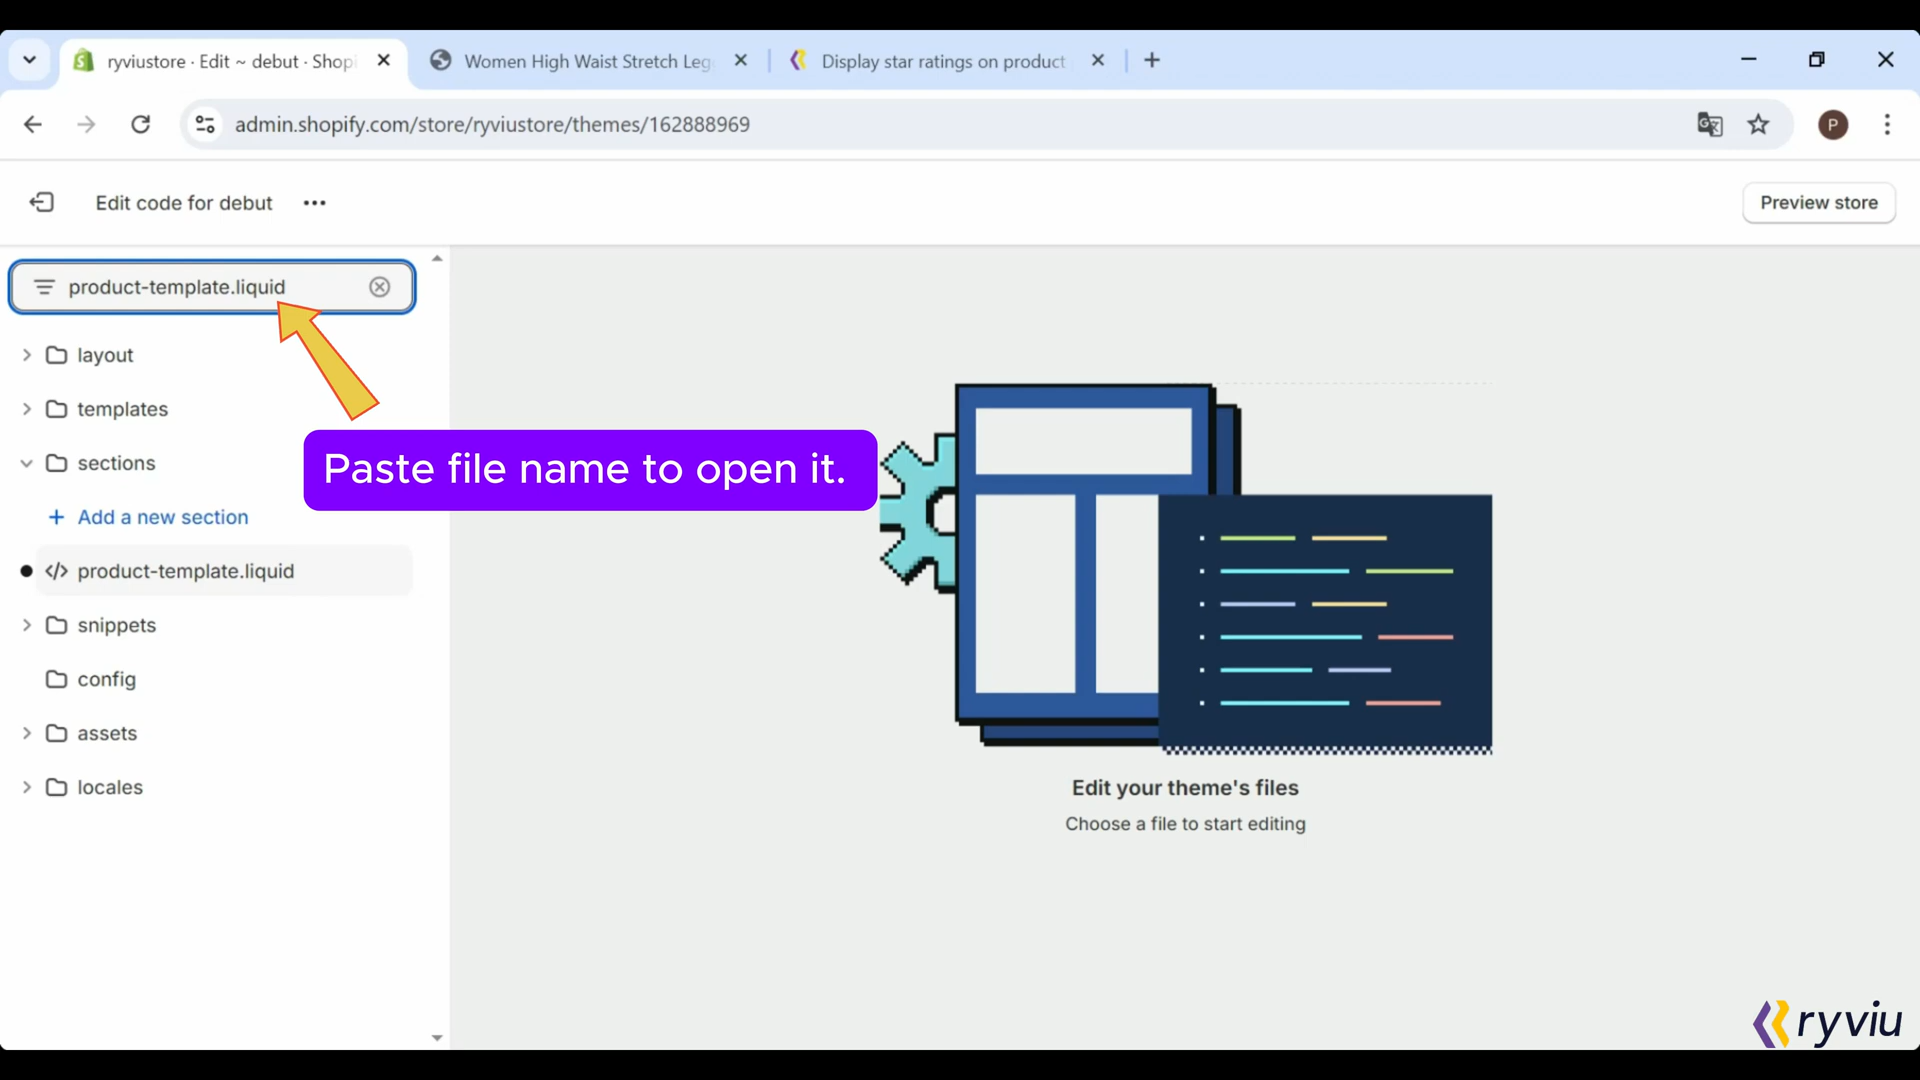 ryviustore · Edit ~ debut · Shopi
Women High Waist Stretch Leg
Display star ratings on product
admin.shopify.com/store/ryviustore/themes/162888969
P
Edit code for debut
Preview store
product-template.liquid
layout
templates
sections
Paste file name to open it.
Add a new section
product-template.liquid
snippets
config
assets
locales
Edit your theme's files
Choose a file to start editing
ryviu